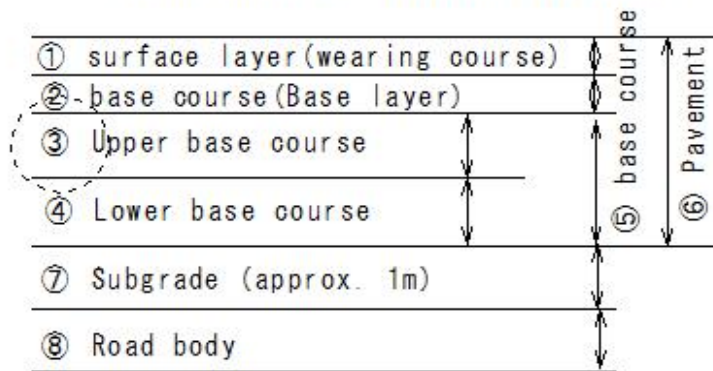 ① surface layer(wearing course)
② base course(Base layer)
③ Upper base course
④ Lower base course
⑤ base course
⑥ Pavement
⑦ Subgrade (approx. 1m)
⑧ Road body